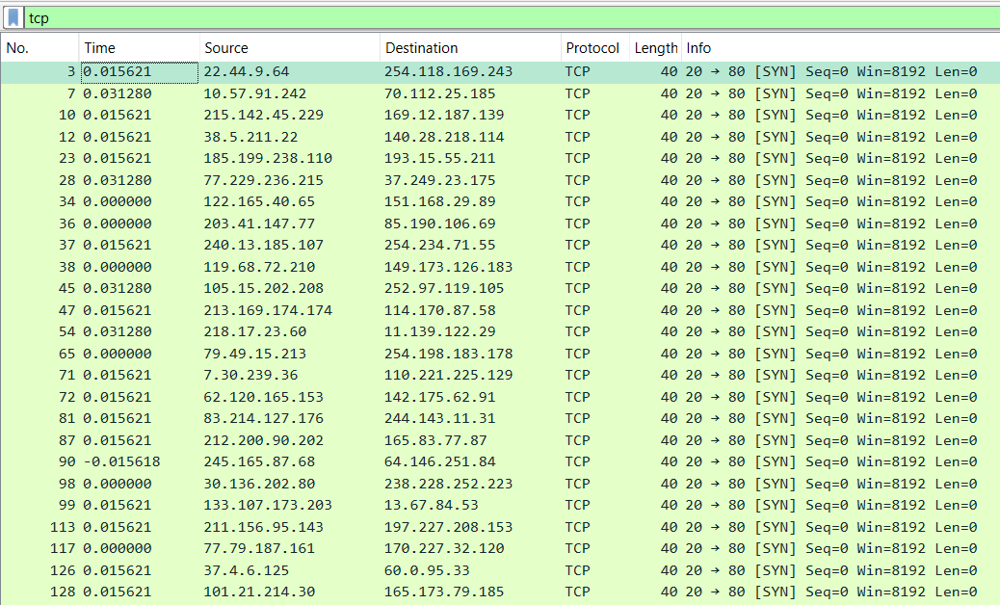 tcp
No. Time Source Destination Protocol Length Info
3 0.015621 22.44.9.64 254.118.169.243 TCP 40 20 → 80 [SYN] Seq=0 Win=8192 Len=0
7 0.031280 10.57.91.242 70.112.25.185 TCP 40 20 → 80 [SYN] Seq=0 Win=8192 Len=0
10 0.015621 215.142.45.229 169.12.187.139 TCP 40 20 → 80 [SYN] Seq=0 Win=8192 Len=0
12 0.015621 38.5.211.22 140.28.218.114 TCP 40 20 → 80 [SYN] Seq=0 Win=8192 Len=0
23 0.015621 185.199.238.110 193.15.55.211 TCP 40 20 → 80 [SYN] Seq=0 Win=8192 Len=0
28 0.031280 77.229.236.215 37.249.23.175 TCP 40 20 → 80 [SYN] Seq=0 Win=8192 Len=0
34 0.000000 122.165.40.65 151.168.29.89 TCP 40 20 → 80 [SYN] Seq=0 Win=8192 Len=0
36 0.000000 203.41.147.77 85.190.106.69 TCP 40 20 → 80 [SYN] Seq=0 Win=8192 Len=0
37 0.015621 240.13.185.107 254.234.71.55 TCP 40 20 → 80 [SYN] Seq=0 Win=8192 Len=0
38 0.000000 119.68.72.210 149.173.126.183 TCP 40 20 → 80 [SYN] Seq=0 Win=8192 Len=0
45 0.031280 105.15.202.208 252.97.119.105 TCP 40 20 → 80 [SYN] Seq=0 Win=8192 Len=0
47 0.015621 213.169.174.174 114.170.87.58 TCP 40 20 → 80 [SYN] Seq=0 Win=8192 Len=0
54 0.031280 218.17.23.60 11.139.122.29 TCP 40 20 → 80 [SYN] Seq=0 Win=8192 Len=0
65 0.000000 79.49.15.213 254.198.183.178 TCP 40 20 → 80 [SYN] Seq=0 Win=8192 Len=0
71 0.015621 7.30.239.36 110.221.225.129 TCP 40 20 → 80 [SYN] Seq=0 Win=8192 Len=0
72 0.015621 62.120.165.153 142.175.62.91 TCP 40 20 → 80 [SYN] Seq=0 Win=8192 Len=0
81 0.015621 83.214.127.176 244.143.11.31 TCP 40 20 → 80 [SYN] Seq=0 Win=8192 Len=0
87 0.015621 212.200.90.202 165.83.77.87 TCP 40 20 → 80 [SYN] Seq=0 Win=8192 Len=0
90 -0.015618 245.165.87.68 64.146.251.84 TCP 40 20 → 80 [SYN] Seq=0 Win=8192 Len=0
98 0.000000 30.136.202.80 238.228.252.223 TCP 40 20 → 80 [SYN] Seq=0 Win=8192 Len=0
99 0.015621 133.107.173.203 13.67.84.53 TCP 40 20 → 80 [SYN] Seq=0 Win=8192 Len=0
113 0.015621 211.156.95.143 197.227.208.153 TCP 40 20 → 80 [SYN] Seq=0 Win=8192 Len=0
117 0.000000 77.79.187.161 170.227.32.120 TCP 40 20 → 80 [SYN] Seq=0 Win=8192 Len=0
126 0.015621 37.4.6.125 60.0.95.33 TCP 40 20 → 80 [SYN] Seq=0 Win=8192 Len=0
128 0.015621 101.21.214.30 165.173.79.185 TCP 40 20 → 80 [SYN] Seq=0 Win=8192 Len=0